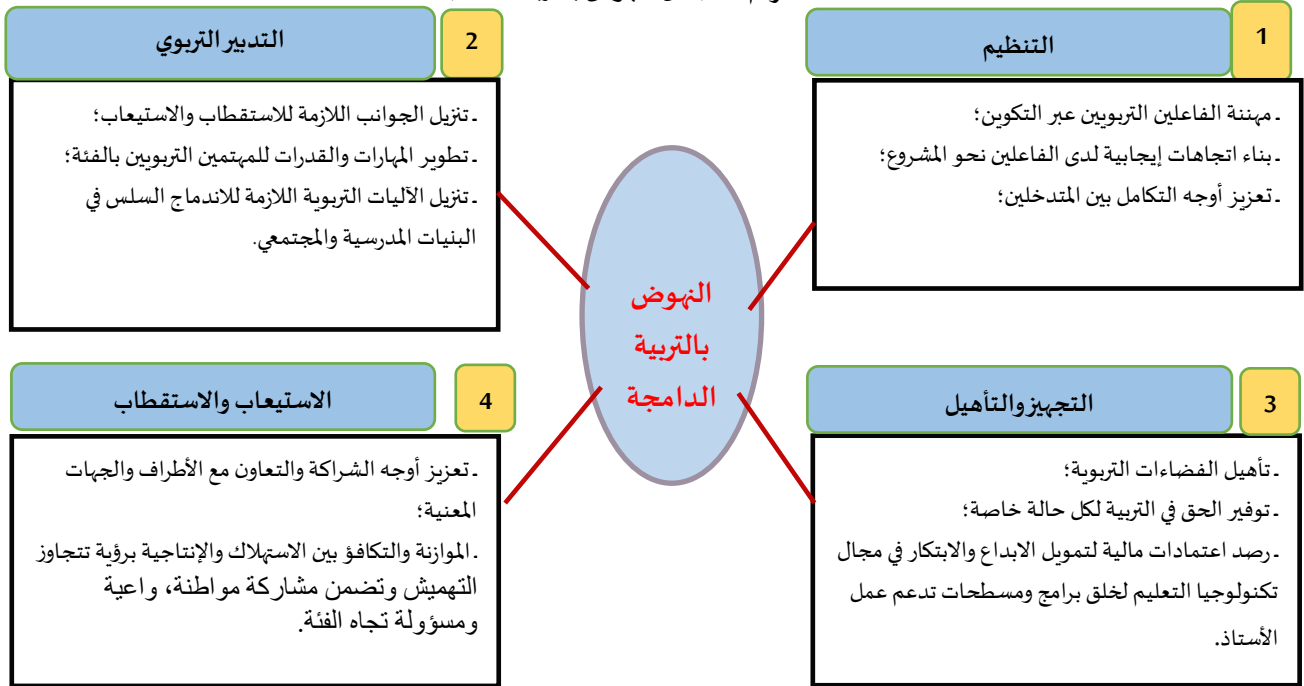 1
التنظيم
ـ مهننة الفاعلين التربويين عبر التكوين؛
ـ بناء اتجاهات إيجابية لدى الفاعلين نحو المشروع؛
ـ تعزيز أوجه التكامل بين المتدخلين؛
2
التدبير التربوي
ـ تنزيل الجوانب اللازمة للاستقطاب والاستيعاب؛
ـ تطوير المهارات والقدرات للمهتمين التربويين بالفئة؛
ـ تنزيل الآليات التربوية اللازمة للاندماج السلس في
البنيات المدرسية والمجتمعي.
النهوض
بالتربية
الدامجة
3
التجهيز والتأهيل
ـ تأهيل الفضاءات التربوية؛
ـ توفير الحق في التربية لكل حالة خاصة؛
ـ رصد اعتمادات مالية لتمويل الابداع والابتكار في مجال
تكنولوجيا التعليم لخلق برامج ومسطحات تدعم عمل
الأستاذ.
4
الاستيعاب والاستقطاب
ـ تعزيز أوجه الشراكة والتعاون مع الأطراف والجهات
المعنية؛
ـ الموازنة والتكافؤ بين الاستهلاك والإنتاجية برؤية تتجاوز
التهميش وتضمن مشاركة مواطنة، واعية
ومسؤولة تجاه الفئة.